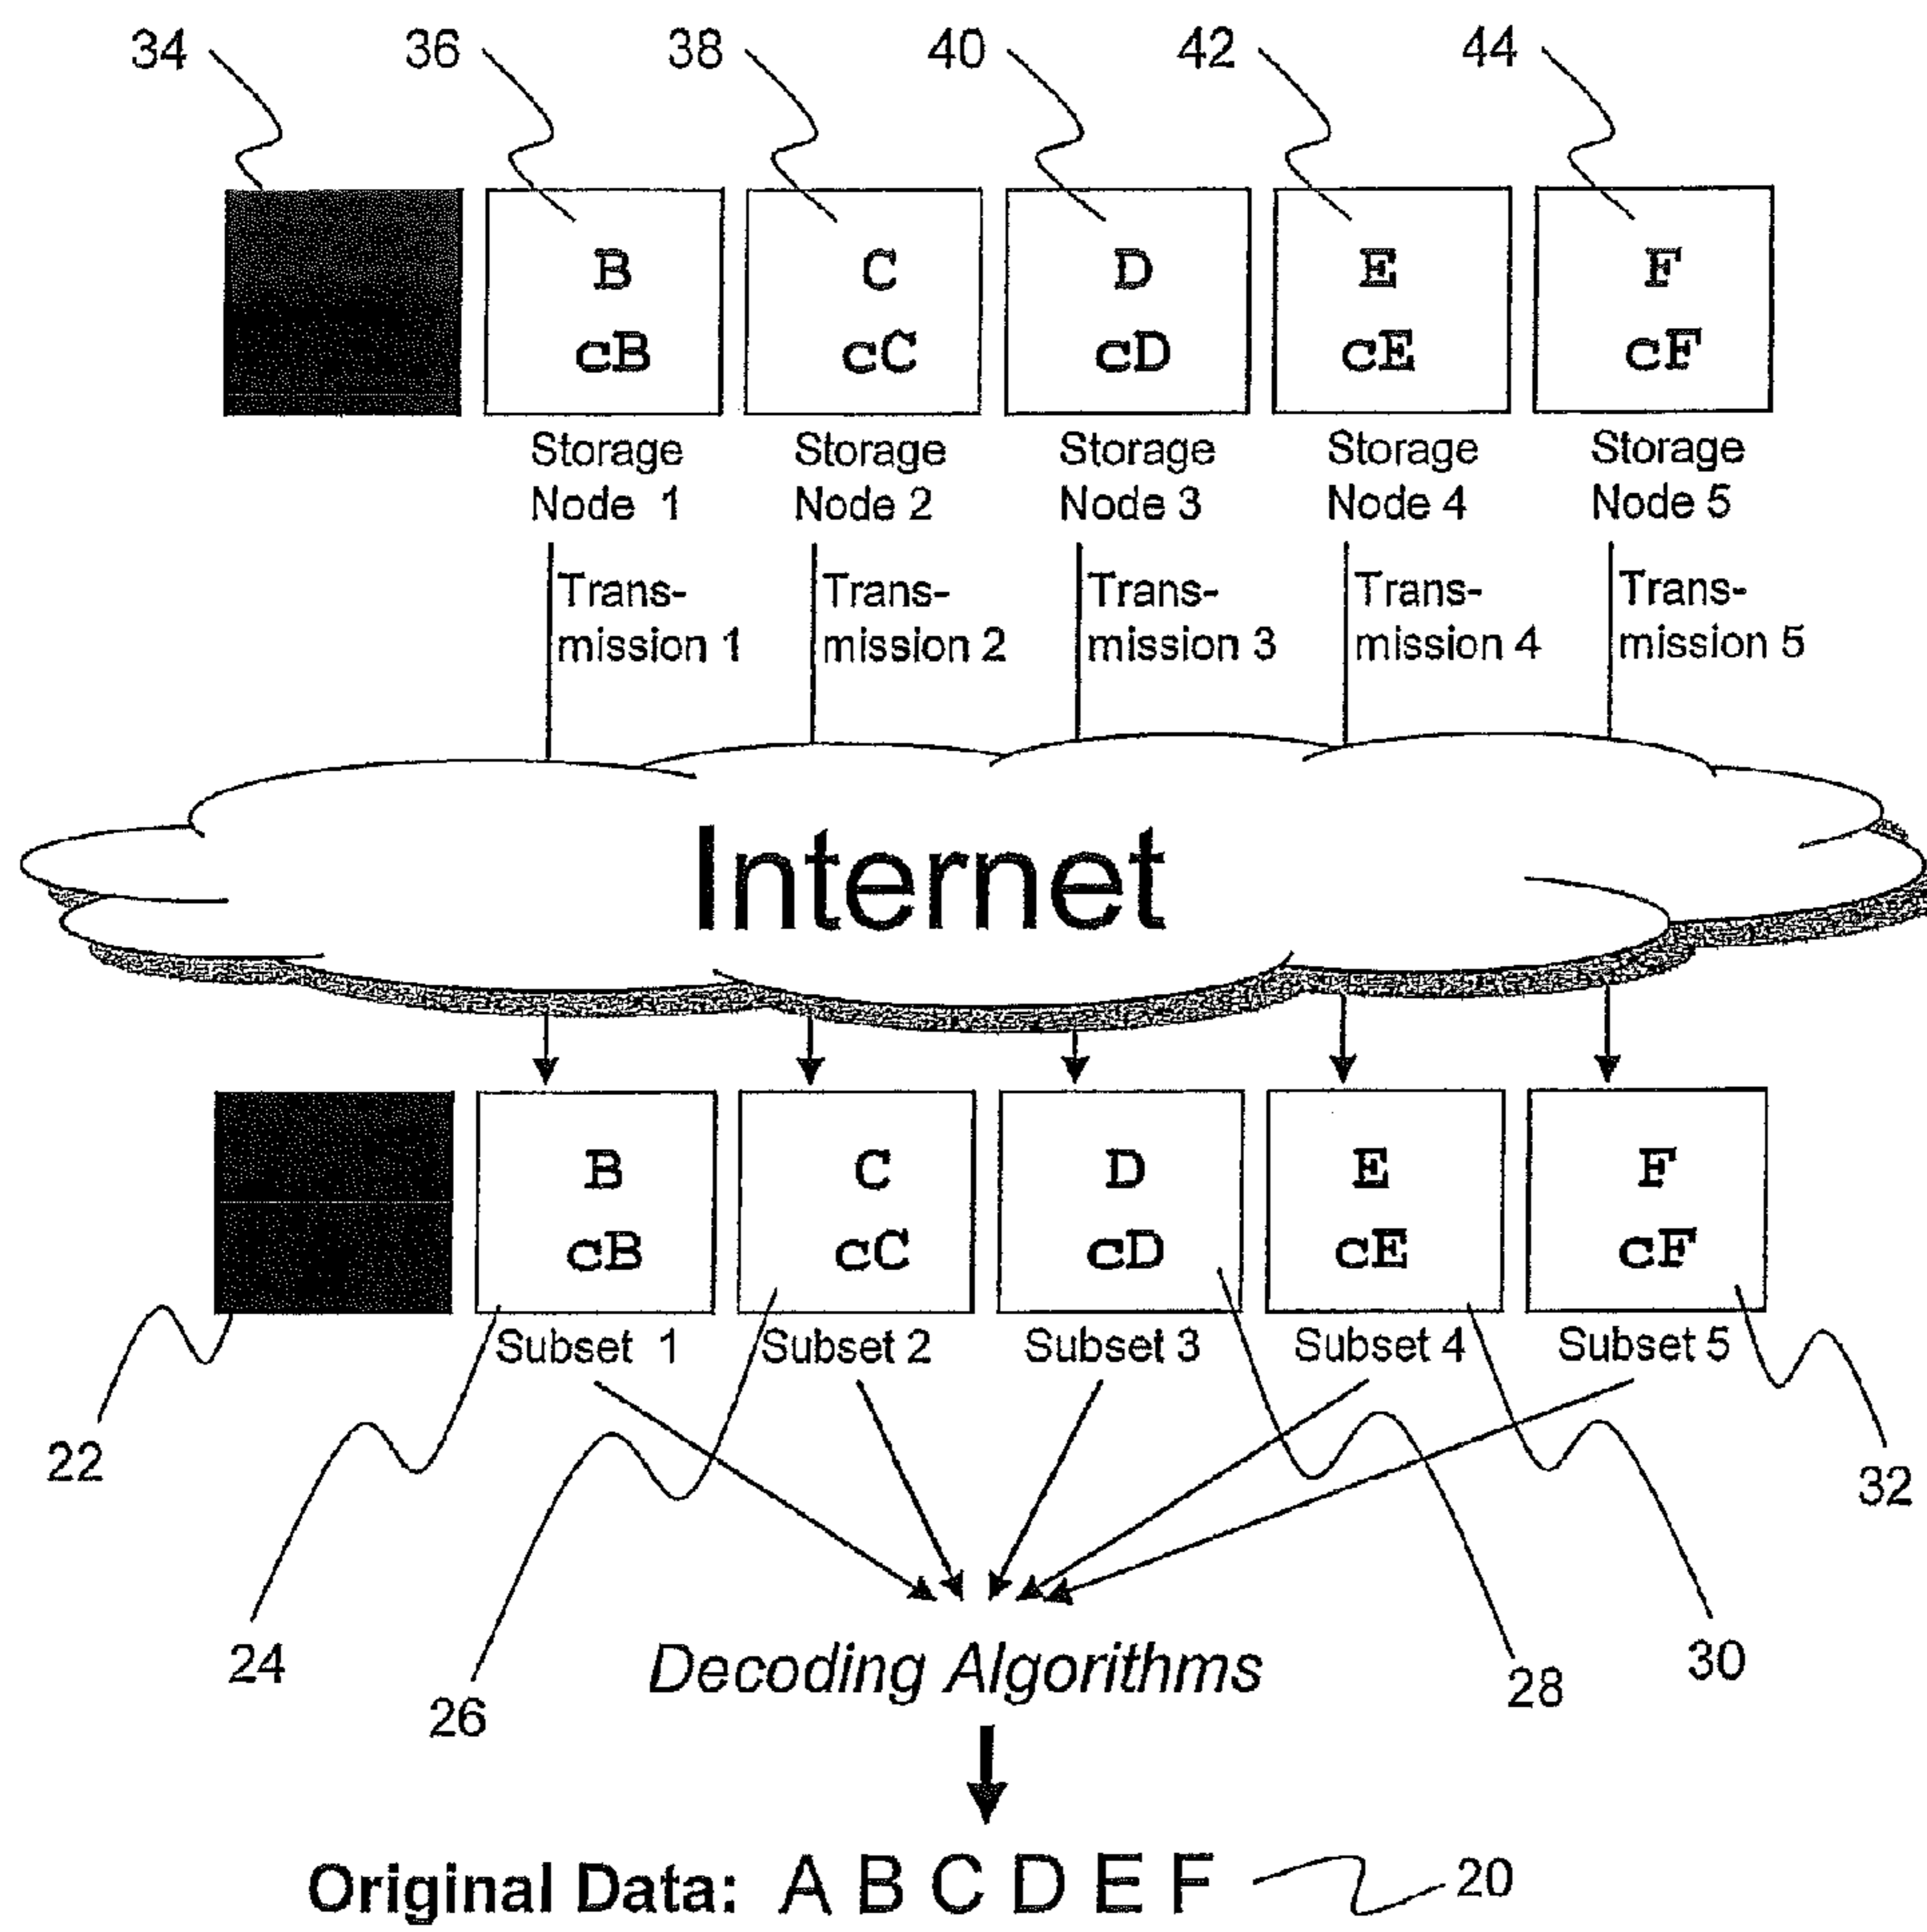 34 36 38 40 42 44
B C D E F
cB cC cD cE cF
Storage Storage Storage Storage Storage
Node 1 Node 2 Node 3 Node 4 Node 5
Trans- Trans- Trans- Trans- Trans-
mission 1 mission 2 mission 3 mission 4 mission 5
Internet
B C D E F
cB cC cD cE cF
Subset 1 Subset 2 Subset 3 Subset 4 Subset 5
22 32
24 26 28 30
Decoding Algorithms
Original Data: A B C D E F 20